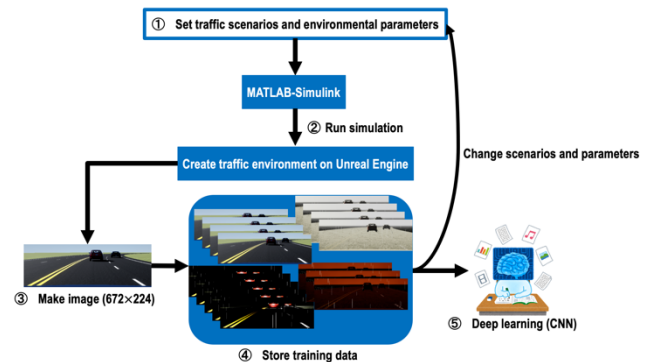 ① Set traffic scenarios and environmental parameters
MATLAB-Simulink
② Run simulation
Create traffic environment on Unreal Engine
Change scenarios and parameters
③ Make image (672×224)
④ Store training data
⑤ Deep learning (CNN)